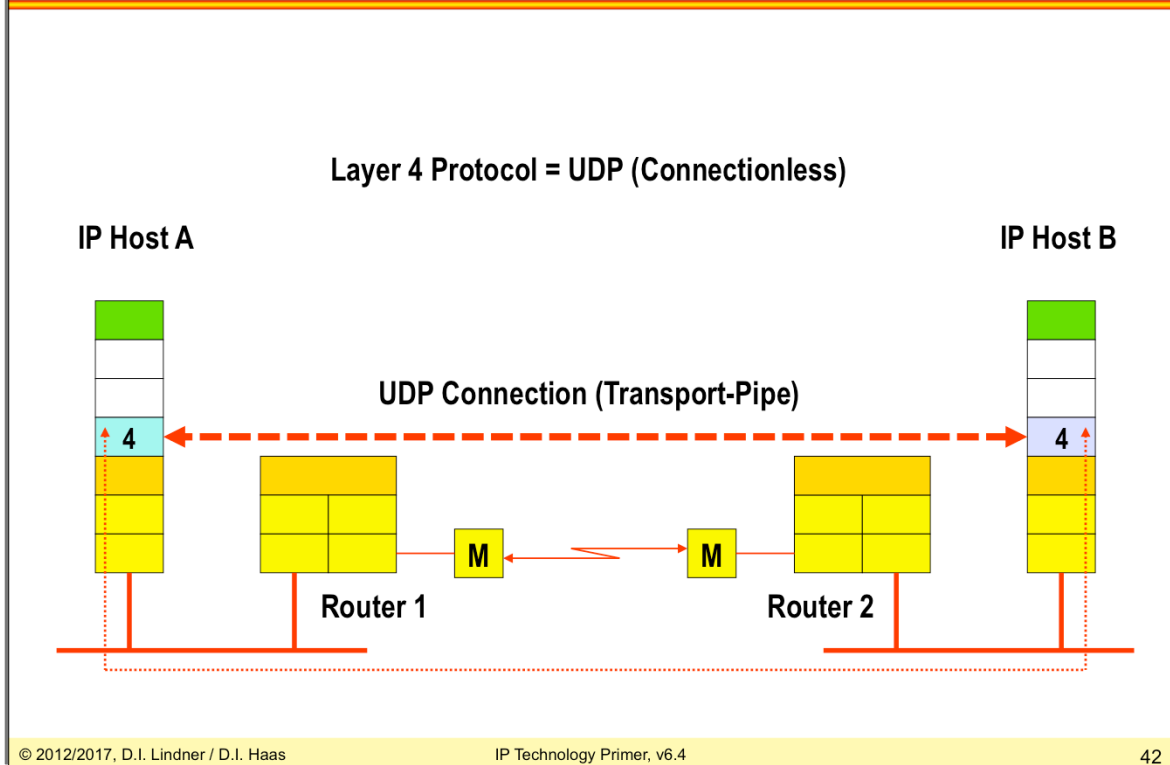 Layer 4 Protocol = UDP (Connectionless)
IP Host A
IP Host B
UDP Connection (Transport-Pipe)
4
4
M
M
Router 1
Router 2
© 2012/2017, D.I. Lindner / D.I. Haas
IP Technology Primer, v6.4
42